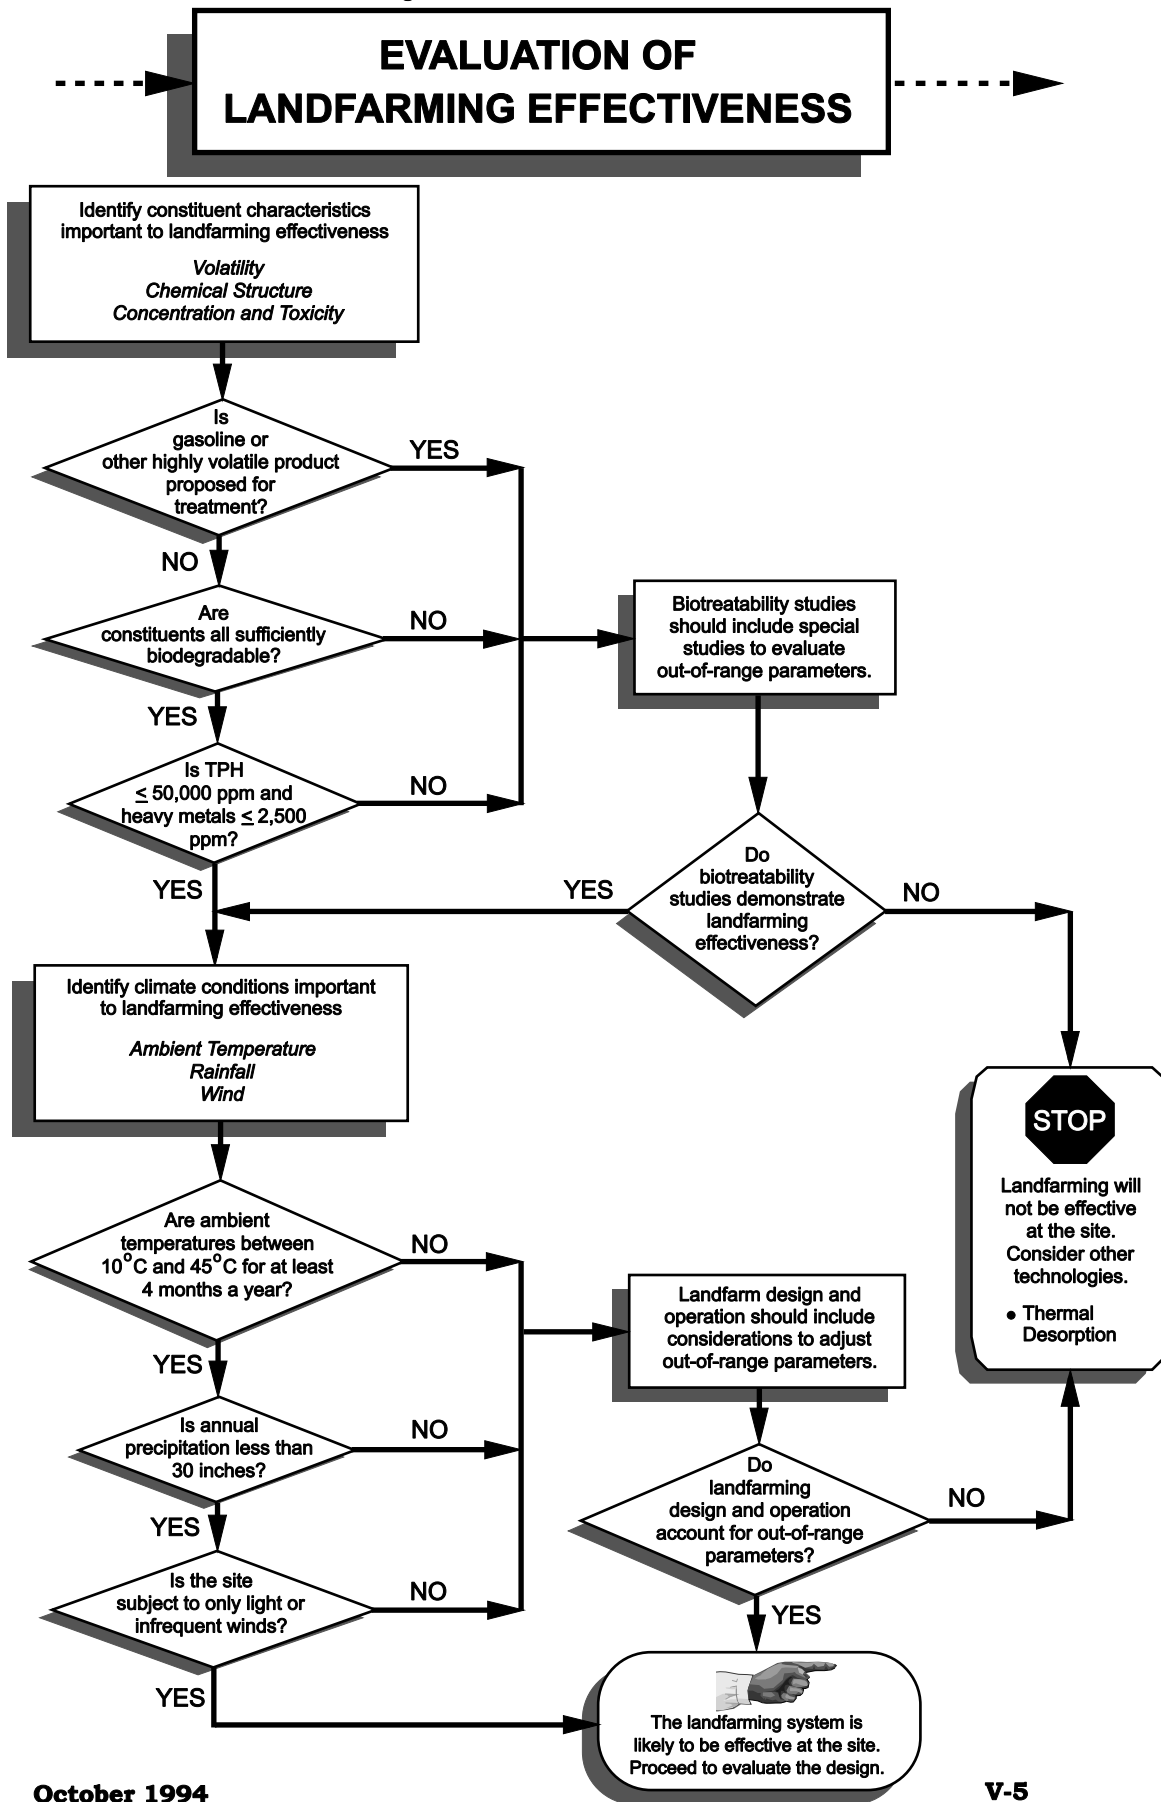 EVALUATION OF
LANDFARMING EFFECTIVENESS
Identify constituent characteristics
important to landfarming effectiveness
Volatility
Chemical Structure
Concentration and Toxicity
Is
gasoline or
other highly volatile product
proposed for
treatment?
YES
NO
Are
constituents all sufficiently
biodegradable?
NO
YES
Is TPH
≤ 50,000 ppm and
heavy metals ≤ 2,500
ppm?
NO
YES
Biotreatability studies
should include special
studies to evaluate
out-of-range parameters.
Do
biotreatability
studies demonstrate
landfarming
effectiveness?
YES
NO
Identify climate conditions important
to landfarming effectiveness
Ambient Temperature
Rainfall
Wind
STOP
Landfarming will
not be effective
at the site.
Consider other
technologies.
● Thermal
Desorption
Are ambient
temperatures between
10°C and 45°C for at least
4 months a year?
NO
YES
Is annual
precipitation less than
30 inches?
NO
YES
Is the site
subject to only light or
infrequent winds?
NO
YES
Landfarm design and
operation should include
considerations to adjust
out-of-range parameters.
Do
landfarming
design and operation
account for out-of-range
parameters?
NO
YES
The landfarming system is
likely to be effective at the site.
Proceed to evaluate the design.
October 1994
V-5